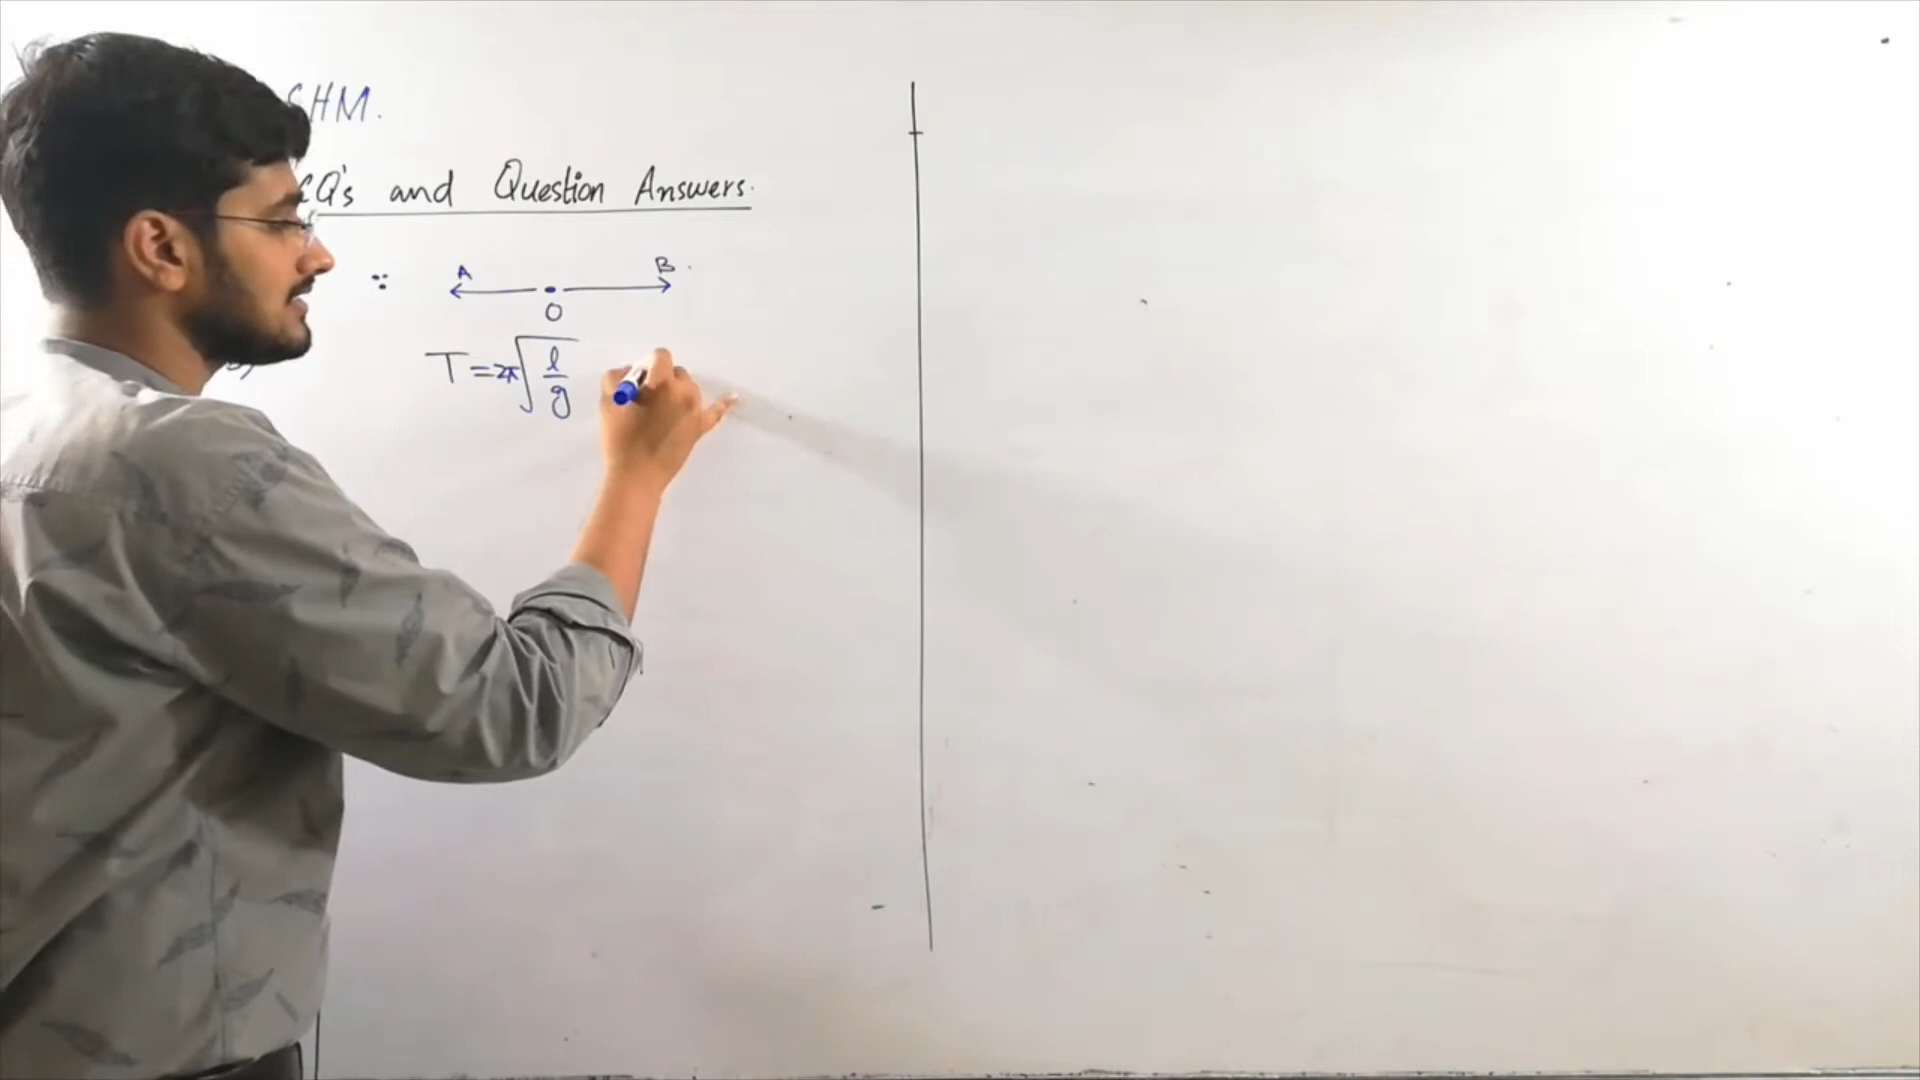 SHM.
Q's and Question Answers.
∵ A B.
O
T = 2π√(l/g)